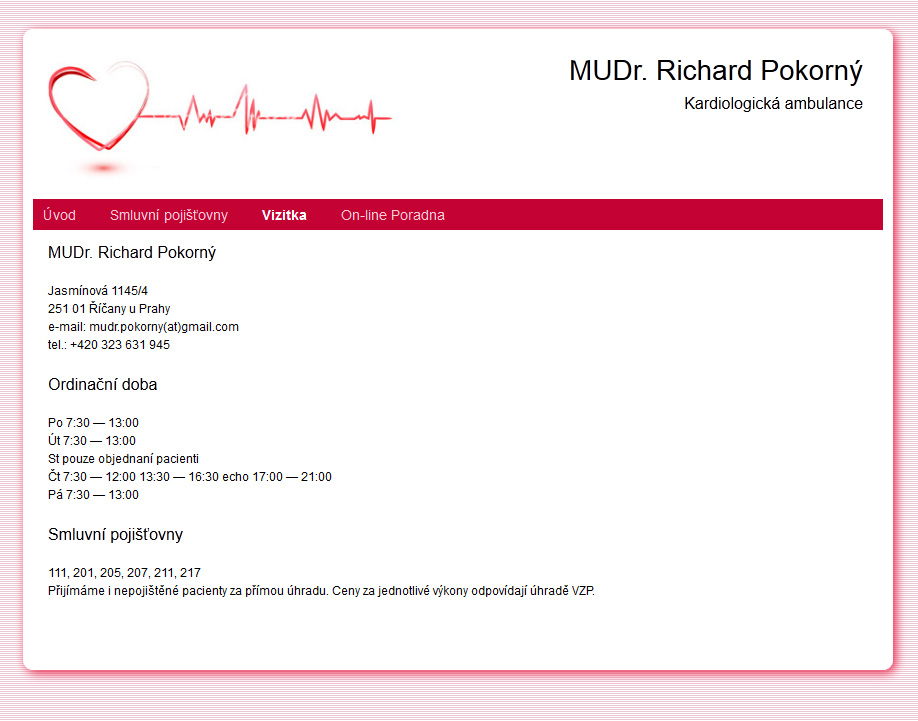 MUDr. Richard Pokorný
Kardiologická ambulance
Úvod Smluvní pojišťovny Vizitka On-line Poradna
MUDr. Richard Pokorný
Jasmínová 1145/4
251 01 Říčany u Prahy
e-mail: mudr.pokorny(at)gmail.com
tel.: +420 323 631 945
Ordinační doba
Po 7:30 — 13:00
Út 7:30 — 13:00
St pouze objednaní pacienti
Čt 7:30 — 12:00 13:30 — 16:30 echo 17:00 — 21:00
Pá 7:30 — 13:00
Smluvní pojišťovny
111, 201, 205, 207, 211, 217
Přijímáme i nepojištěné pacienty za přímou úhradu. Ceny za jednotlivé výkony odpovídají úhradě VZP.